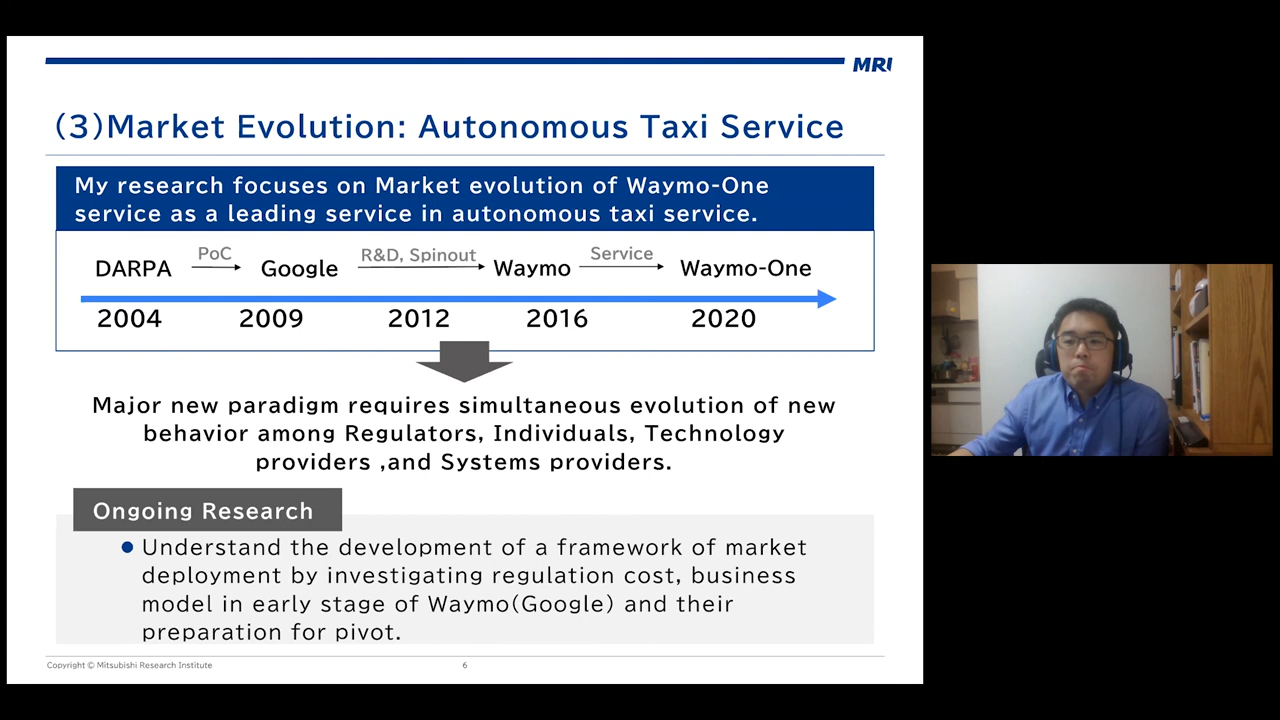 MRI
(3)Market Evolution: Autonomous Taxi Service
My research focuses on Market evolution of Waymo-One
service as a leading service in autonomous taxi service.
DARPA PoC Google R&D, Spinout Waymo Service Waymo-One
2004 2009 2012 2016 2020
Major new paradigm requires simultaneous evolution of new
behavior among Regulators, Individuals, Technology
providers ,and Systems providers.
Ongoing Research
● Understand the development of a framework of market
deployment by investigating regulation cost, business
model in early stage of Waymo(Google) and their
preparation for pivot.
Copyright © Mitsubishi Research Institute 6